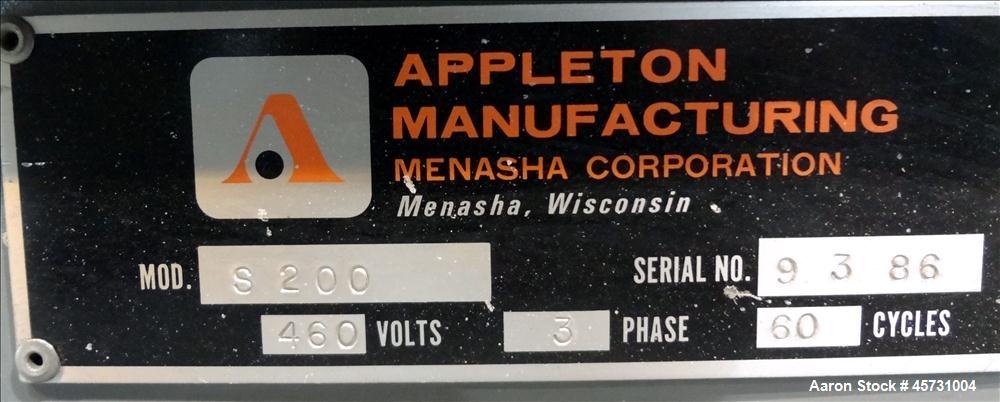 APPLETON
MANUFACTURING
MENASHA CORPORATION
Menasha, Wisconsin
MOD. S 200 SERIAL NO. 9 3 86
460 VOLTS 3 PHASE 60 CYCLES
Aaron Stock # 45731004